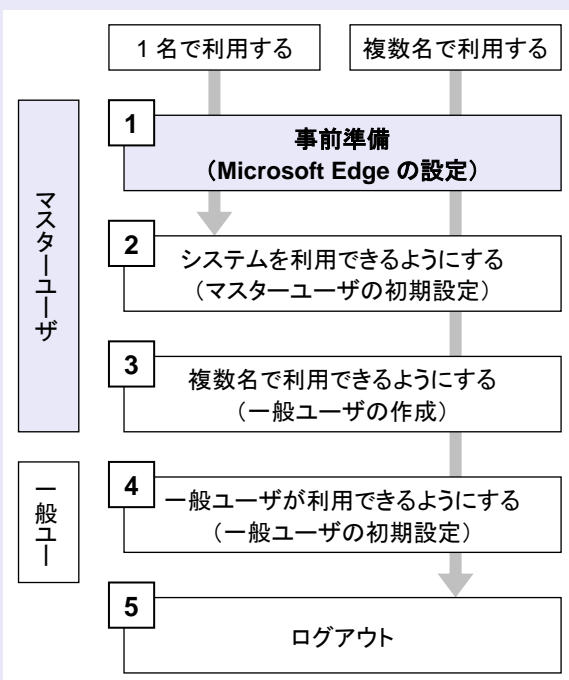 1 名で利用する
複数名で利用する
マスターユーザ
1
事前準備
（Microsoft Edge の設定）
2
システムを利用できるようにする
（マスターユーザの初期設定）
3
複数名で利用できるようにする
（一般ユーザの作成）
一般ユー
4
一般ユーザが利用できるようにする
（一般ユーザの初期設定）
5
ログアウト